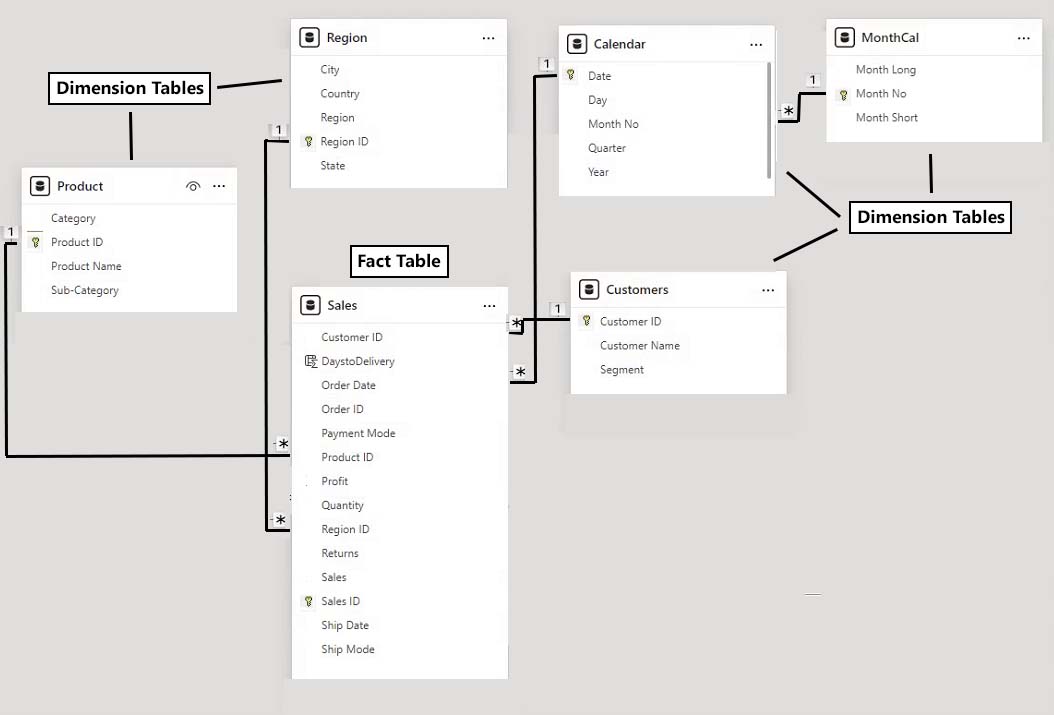 Dimension Tables
Region
...
City
Country
Region
Region ID
State
1
Product
...
Category
Product ID
Product Name
Sub-Category
1
Calendar
...
Date
Day
Month No
Quarter
Year
1
*
MonthCal
...
Month Long
Month No
Month Short
1
Dimension Tables
Fact Table
Sales
...
Customer ID
DaystoDelivery
Order Date
Order ID
Payment Mode
Product ID
Profit
Quantity
Region ID
Returns
Sales
Sales ID
Ship Date
Ship Mode
*
*
*
*
Customers
...
Customer ID
Customer Name
Segment
1